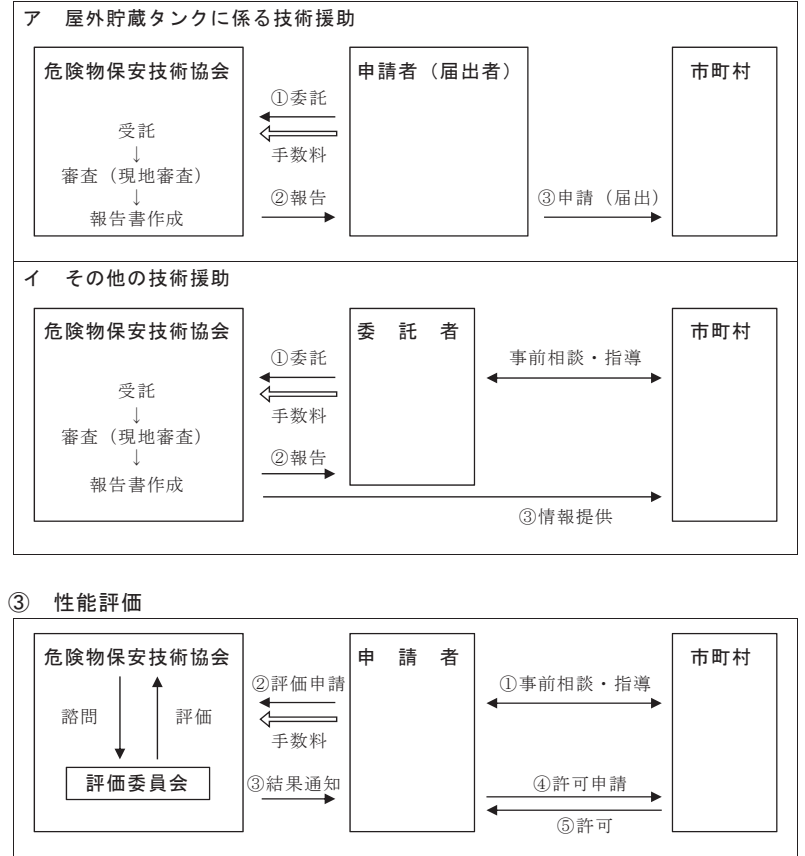 ア　屋外貯蔵タンクに係る技術援助
危険物保安技術協会
申請者（届出者）
市町村
①委託
手数料
受託
↓
審査（現地審査）
↓
報告書作成
②報告
③申請（届出）
イ　その他の技術援助
危険物保安技術協会
委　託　者
市町村
①委託
事前相談・指導
手数料
受託
↓
審査（現地審査）
↓
報告書作成
②報告
③情報提供
③　性能評価
危険物保安技術協会
申　請　者
市町村
②評価申請
①事前相談・指導
諮問
評価
手数料
評価委員会
③結果通知
④許可申請
⑤許可